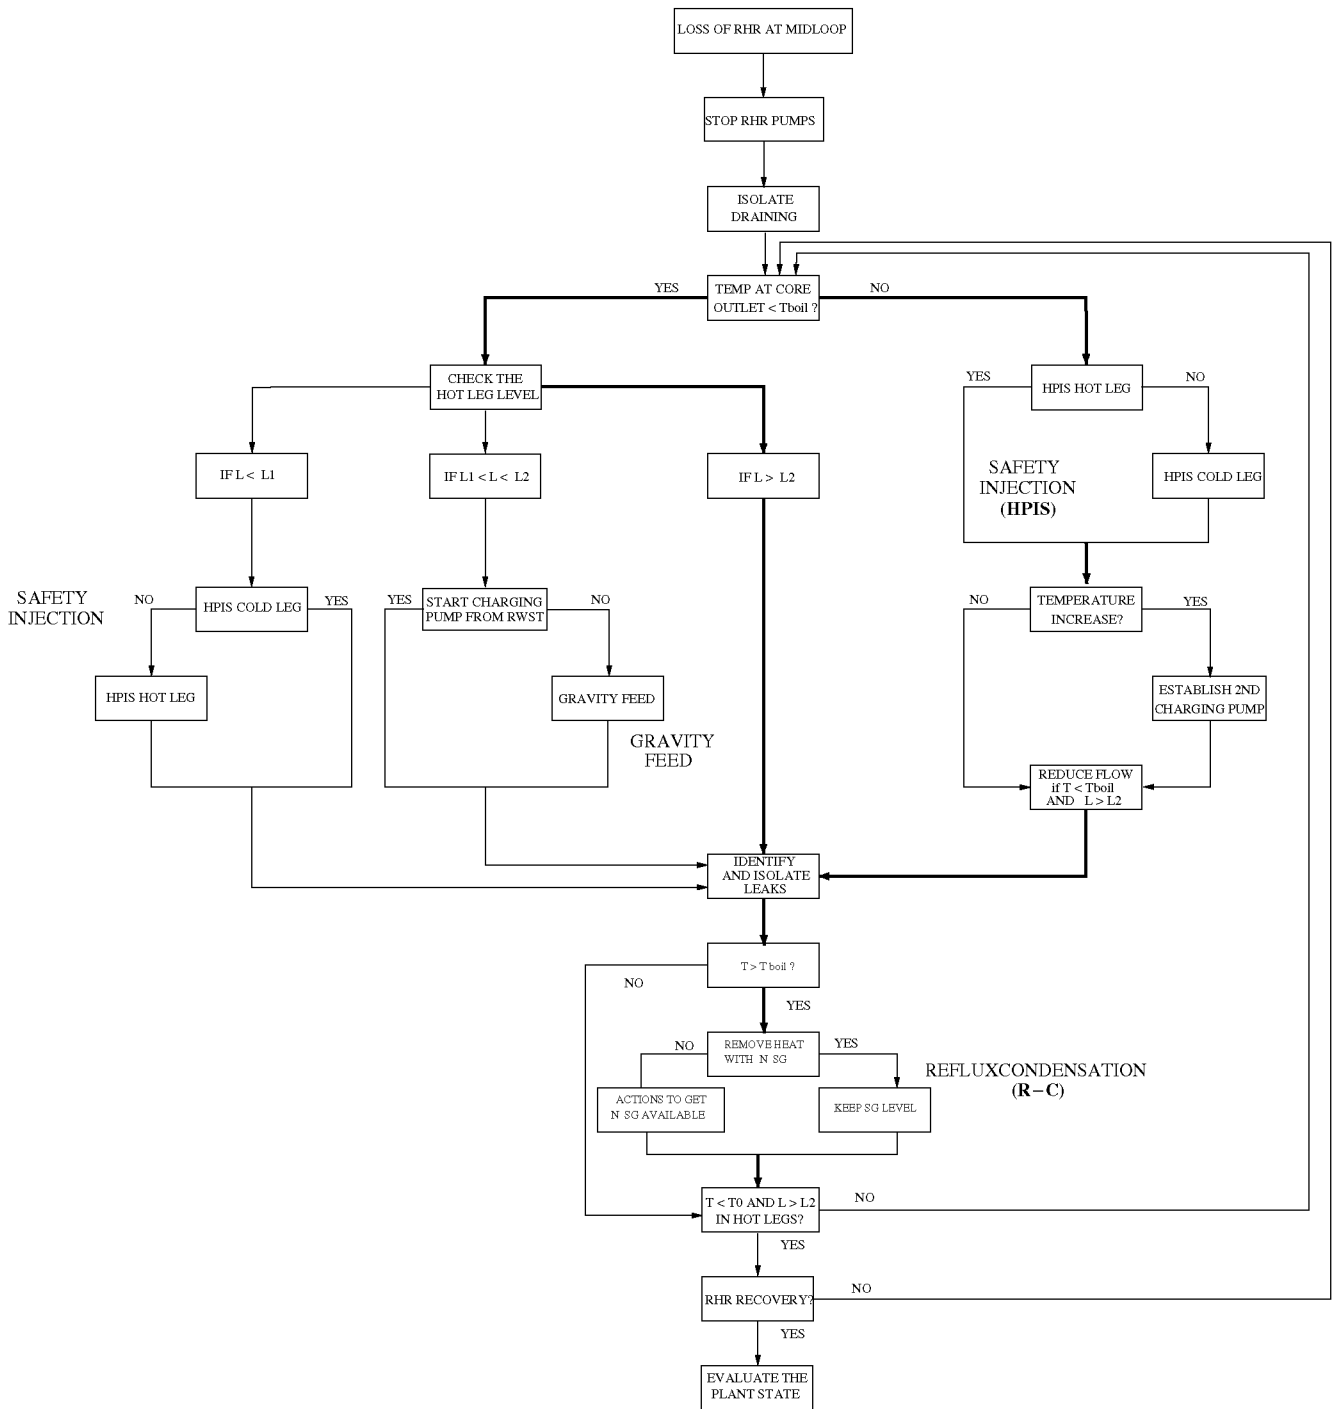 LOSS OF RHR AT MIDLOOP
STOP RHR PUMPS
ISOLATE
DRAINING
YES
TEMP AT CORE
OUTLET < Tboil ?
NO
CHECK THE
HOT LEG LEVEL
YES
HPIS HOT LEG
NO
IF L < L1
IF L1 < L < L2
IF L > L2
SAFETY
INJECTION
(HPIS)
HPIS COLD LEG
SAFETY
INJECTION
NO
HPIS COLD LEG
YES
YES
START CHARGING
PUMP FROM RWST
NO
NO
TEMPERATURE
INCREASE?
YES
HPIS HOT LEG
GRAVITY FEED
ESTABLISH 2ND
CHARGING PUMP
GRAVITY
FEED
REDUCE FLOW
if T < Tboil
AND L > L2
IDENTIFY
AND ISOLATE
LEAKS
T > T boil ?
NO
YES
NO
REMOVE HEAT
WITH N SG
YES
REFLUXCONDENSATION
(R−C)
ACTIONS TO GET
N SG AVAILABLE
KEEP SG LEVEL
T < T0 AND L > L2
IN HOT LEGS?
NO
YES
RHR RECOVERY?
NO
YES
EVALUATE THE
PLANT STATE